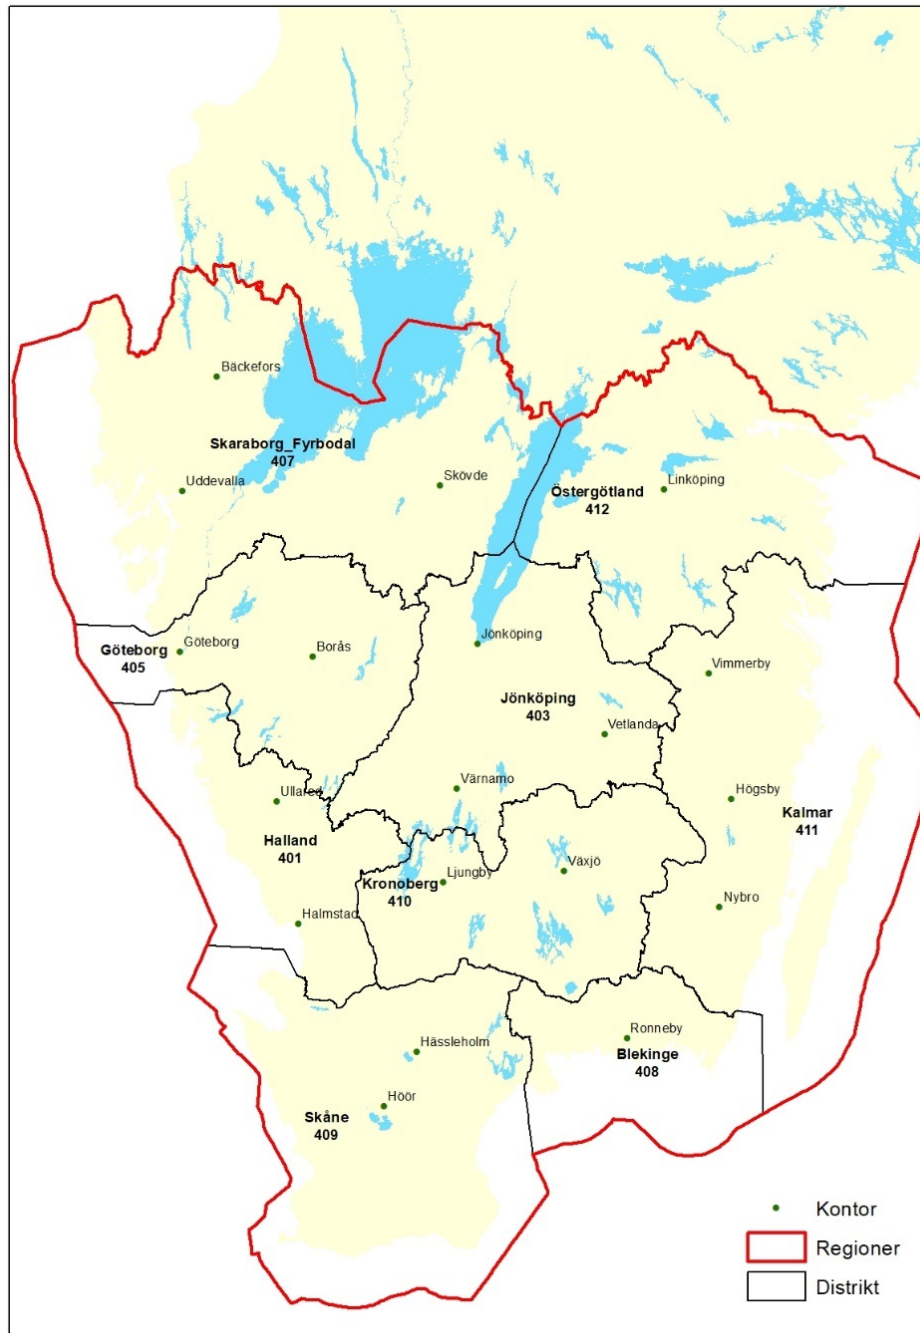 Bäckefors
Skaraborg_Fyrbodal
407
Skövde
Uddevalla
Linköping
Östergötland
412
Göteborg
Göteborg
405
Borås
Jönköping
Vimmerby
Jönköping
403
Vetlanda
Värnamo
Ullared
Högsby
Kalmar
411
Halland
401
Kronoberg
410
Ljungby
Växjö
Nybro
Halmstad
Ronneby
Blekinge
408
Hässleholm
Höör
Skåne
409
Kontor
Regioner
Distrikt